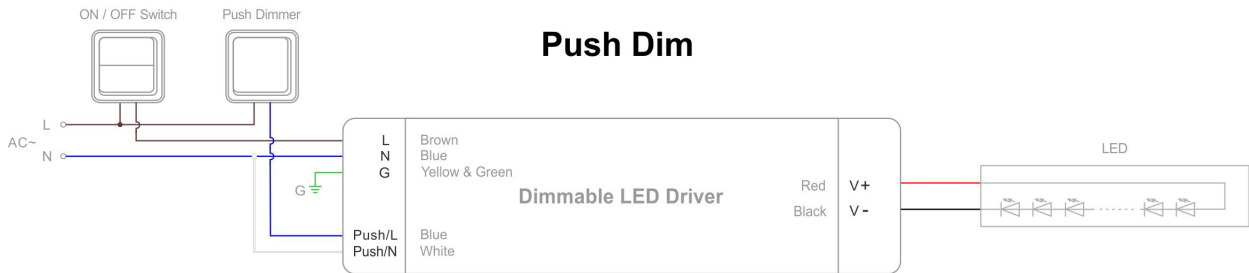 ON / OFF Switch
Push Dimmer
Push Dim
L
AC~
N
G
L Brown
N Blue
G Yellow & Green
Dimmable LED Driver
Push/L Blue
Push/N White
Red V+
Black V-
LED